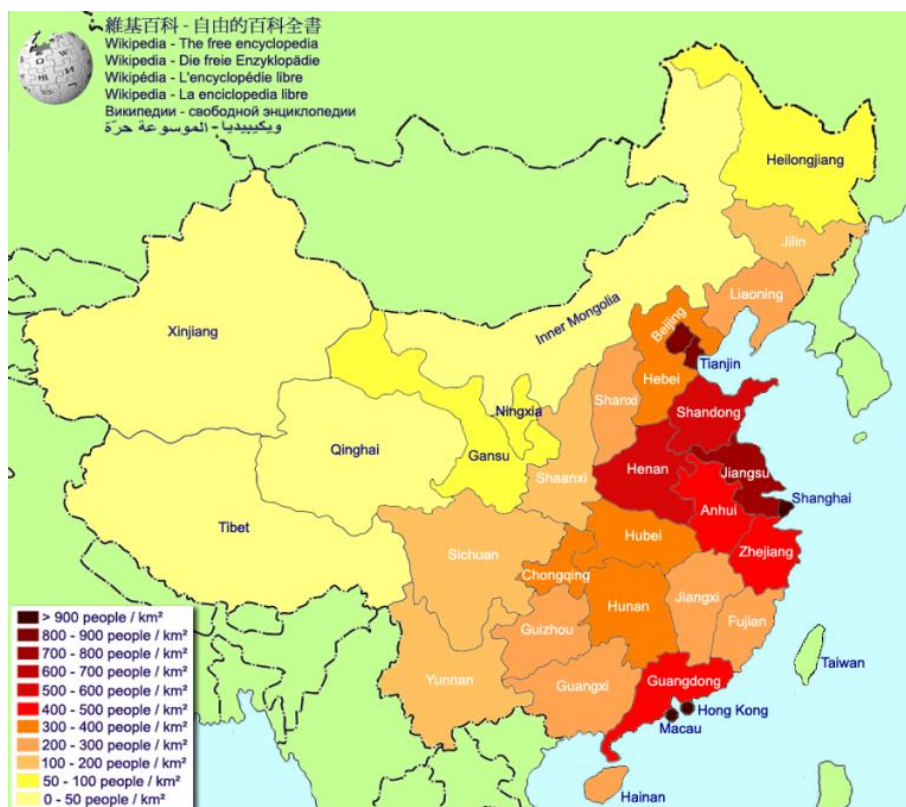 維基百科 - 自由的百科全書
Wikipedia - The free encyclopedia
Wikipedia - Die freie Enzyklopädie
Wikipédia - L'encyclopédie libre
Wikipedia - La enciclopedia libre
Википедии - свободной энциклопедии
ويكيبيديا - الموسوعة حرّة
Heilongjiang
Jilin
Liaoning
Inner Mongolia
Xinjiang
Beijing
Tianjin
Hebei
Shanxi
Shandong
Ningxia
Qinghai
Gansu
Shaanxi
Henan
Jiangsu
Shanghai
Anhui
Tibet
Hubei
Zhejiang
Sichuan
Chongqing
Hunan
Jiangxi
Fujian
Guizhou
Yunnan
Guangxi
Guangdong
Taiwan
Hong Kong
Macau
Hainan
> 900 people / km²
800 - 900 people / km²
700 - 800 people / km²
600 - 700 people / km²
500 - 600 people / km²
400 - 500 people / km²
300 - 400 people / km²
200 - 300 people / km²
100 - 200 people / km²
50 - 100 people / km²
0 - 50 people / km²